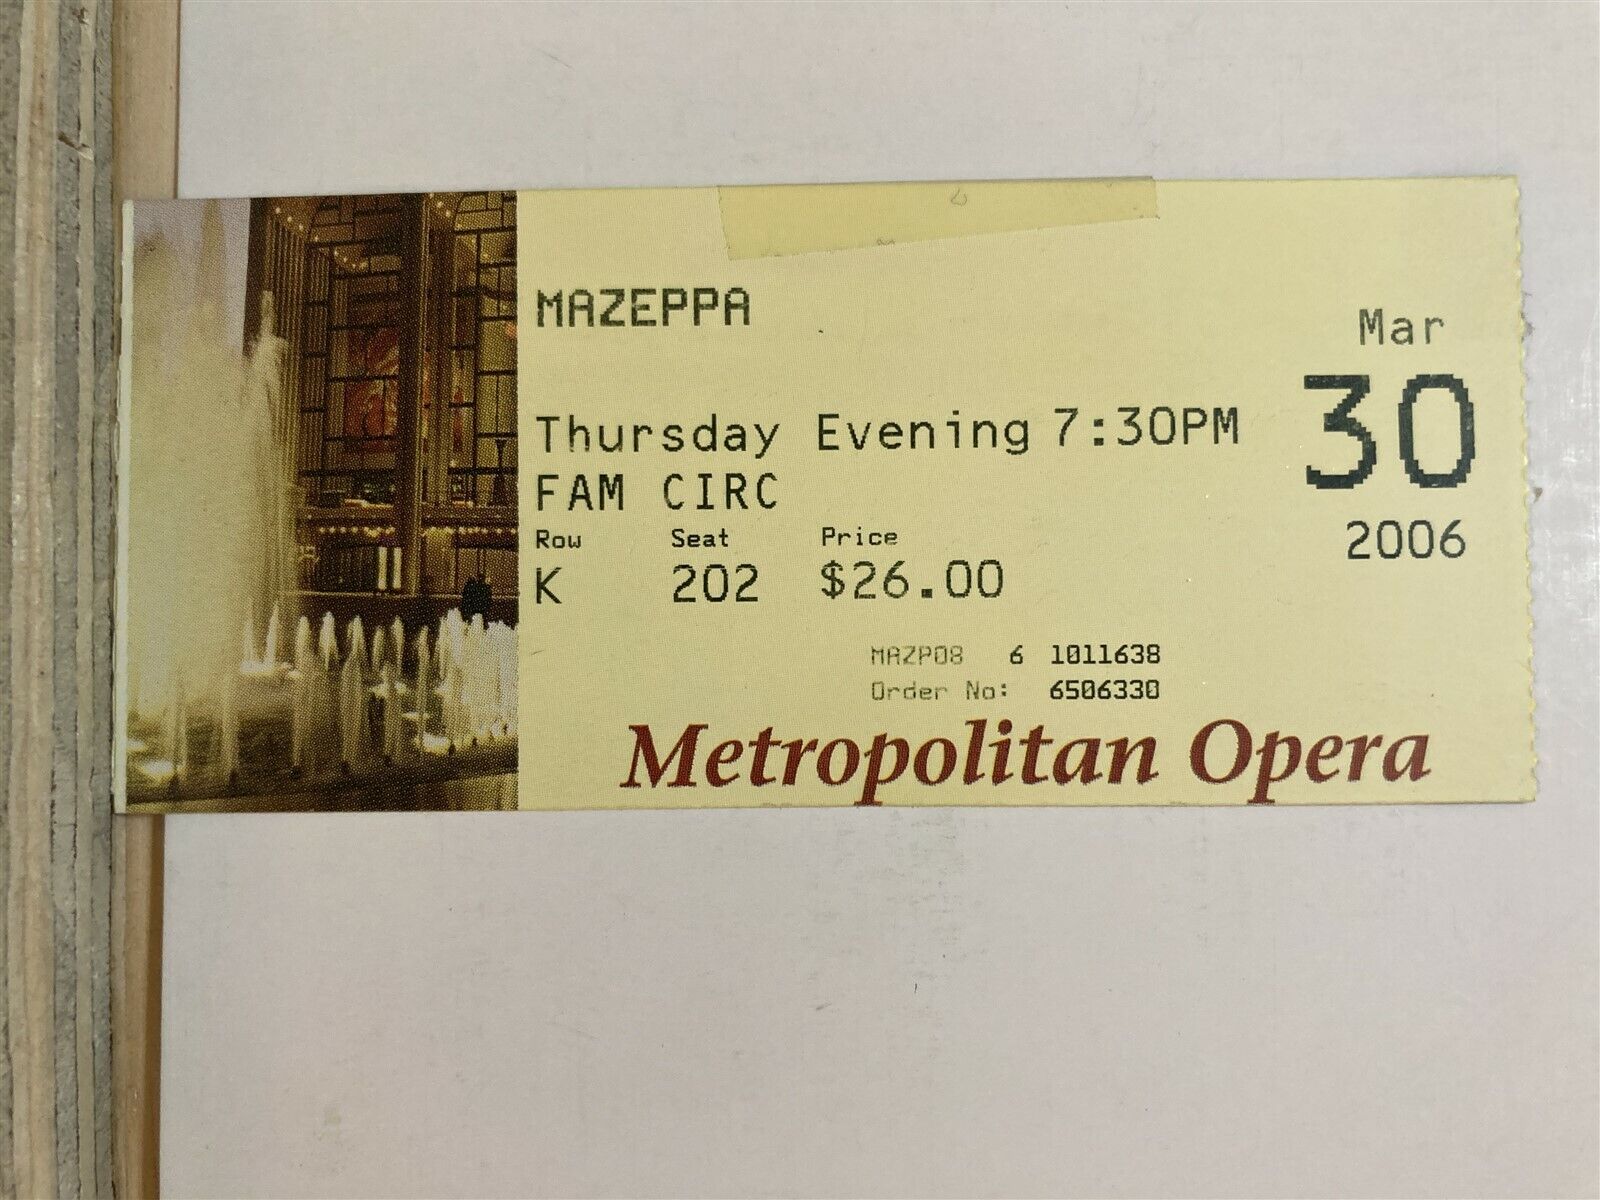 MAZEPPA
Mar
30
2006
Thursday Evening 7:30PM
FAM CIRC
Row Seat Price
K 202 $26.00
MAZP08 6 1011638
Order No: 6506330
Metropolitan Opera